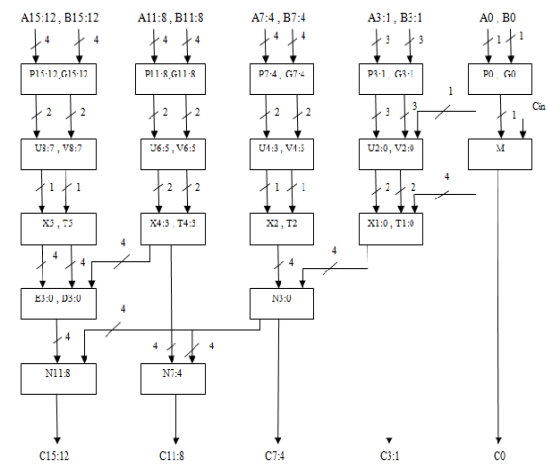 A15:12 , B15:12 A11:8, B11:8 A7:4 , B7:4 A3:1, B3:1 A0, B0
4 4 4 4 4 4 3 3 1 1
P15:12,G15:12 P11:8,G11:8 P7:4 , G7:4 P3:1 , G3:1 P0 , G0
1 Cin
2 2 2 2 2 2 3 3 1
U8:7 , V8:7 U6:5 , V6:5 U4:3 , V4:3 U2:0 , V2:0 M
1 1 2 2 1 1 2 2 4
X5 , T5 X4:3 , T4:3 X2 , T2 X1:0 , T1:0
4 4 4 4 4
E3:0 , D3:0 N3:0
4
4 4 4
N11:8 N7:4
C15:12 C11:8 C7:4 C3:1 C0